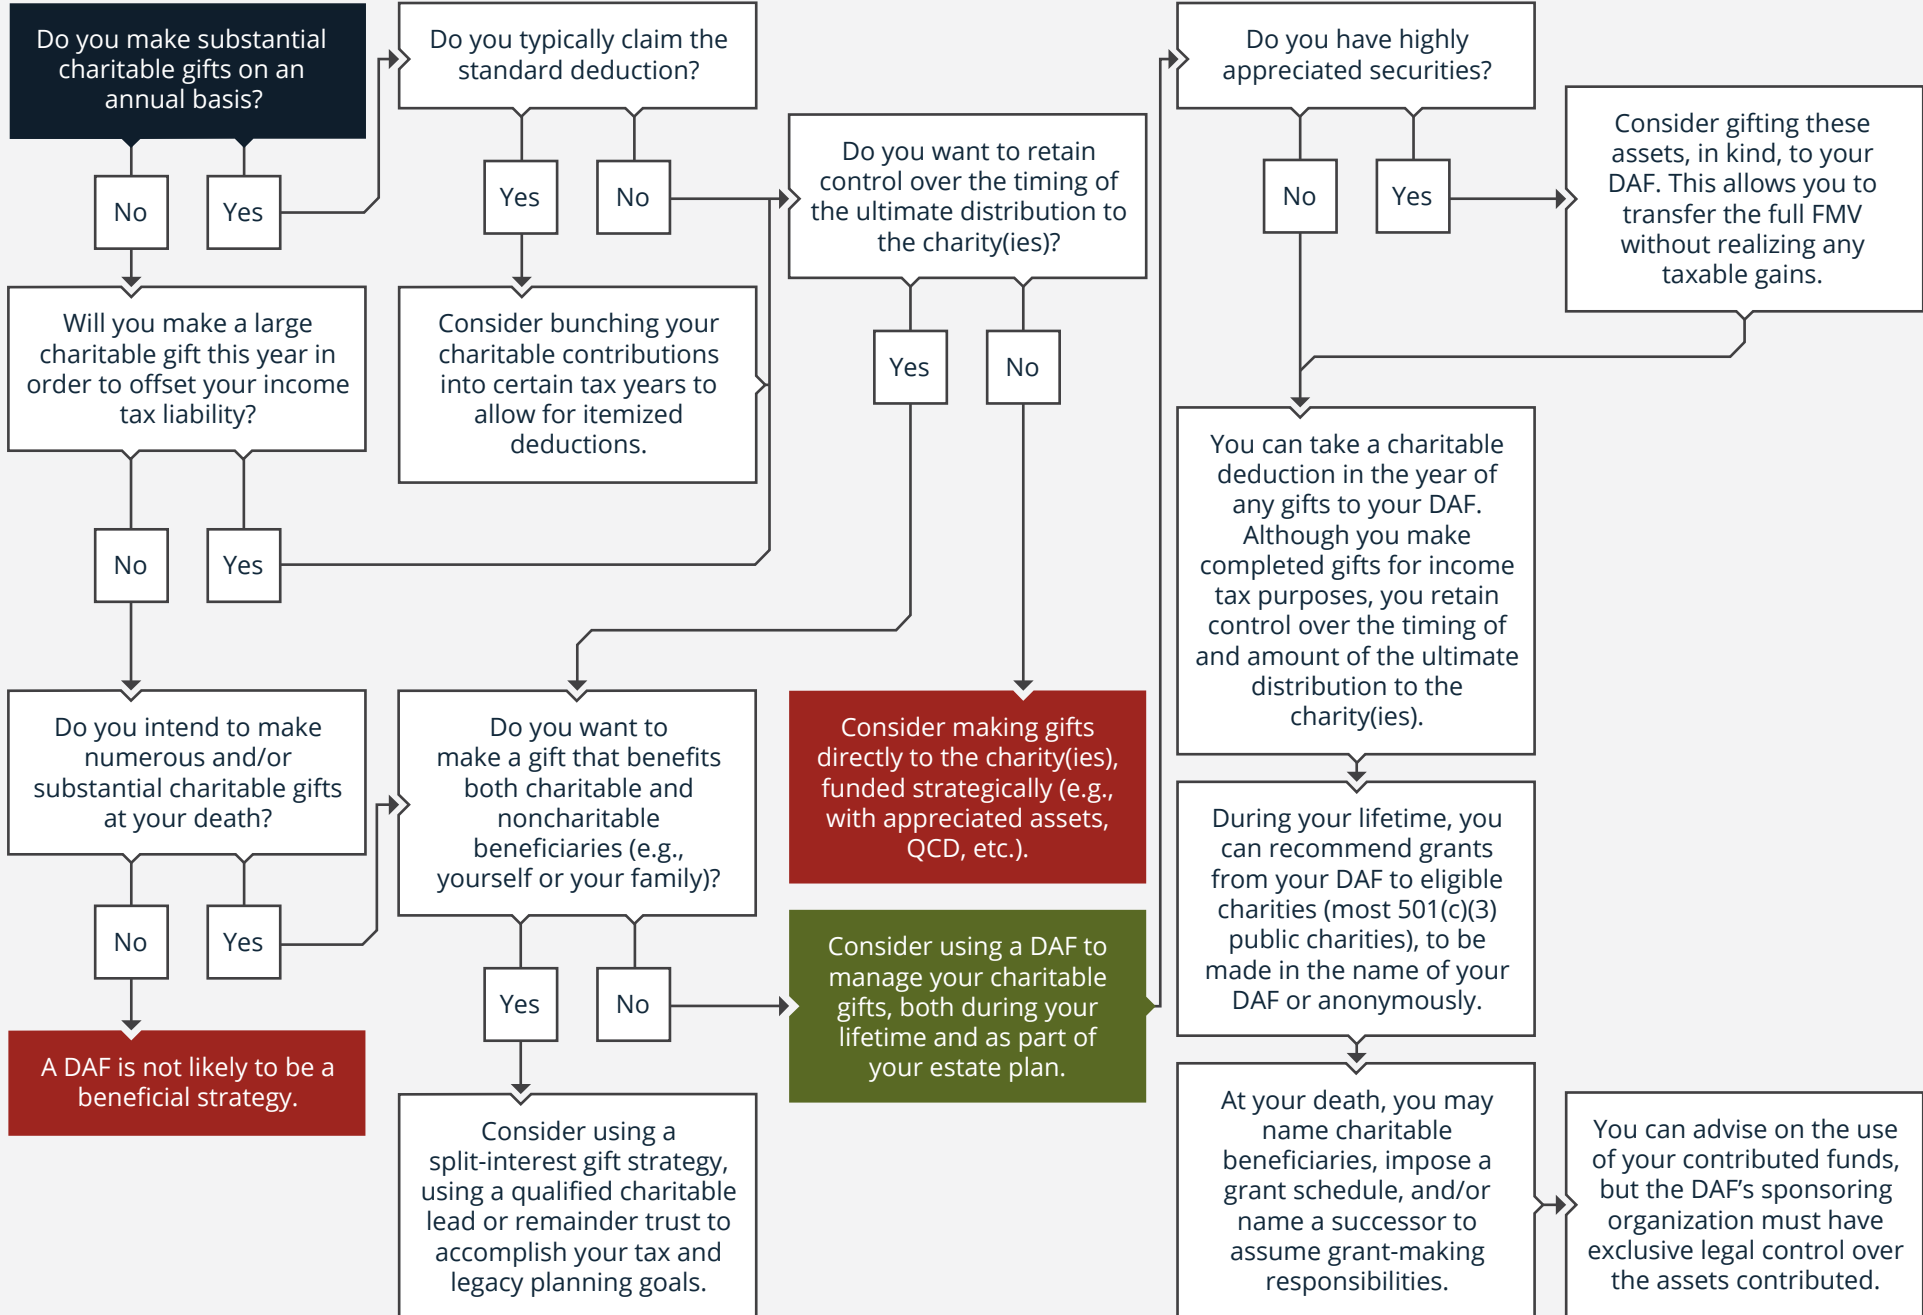 Do you make substantial
charitable gifts on an
annual basis?
No
Yes
Will you make a large
charitable gift this year in
order to offset your income
tax liability?
No
Yes
Do you intend to make
numerous and/or
substantial charitable gifts
at your death?
No
Yes
A DAF is not likely to be a
beneficial strategy.
Do you typically claim the
standard deduction?
Yes
No
Consider bunching your
charitable contributions
into certain tax years to
allow for itemized
deductions.
Do you want to
make a gift that benefits
both charitable and
noncharitable
beneficiaries (e.g.,
yourself or your family)?
Yes
No
Consider using a
split-interest gift strategy,
using a qualified charitable
lead or remainder trust to
accomplish your tax and
legacy planning goals.
Do you want to retain
control over the timing of
the ultimate distribution to
the charity(ies)?
Yes
No
Consider making gifts
directly to the charity(ies),
funded strategically (e.g.,
with appreciated assets,
QCD, etc.).
Consider using a DAF to
manage your charitable
gifts, both during your
lifetime and as part of
your estate plan.
Do you have highly
appreciated securities?
No
Yes
Consider gifting these
assets, in kind, to your
DAF. This allows you to
transfer the full FMV
without realizing any
taxable gains.
You can take a charitable
deduction in the year of
any gifts to your DAF.
Although you make
completed gifts for income
tax purposes, you retain
control over the timing of
and amount of the ultimate
distribution to the
charity(ies).
During your lifetime, you
can recommend grants
from your DAF to eligible
charities (most 501(c)(3)
public charities), to be
made in the name of your
DAF or anonymously.
At your death, you may
name charitable
beneficiaries, impose a
grant schedule, and/or
name a successor to
assume grant-making
responsibilities.
You can advise on the use
of your contributed funds,
but the DAF’s sponsoring
organization must have
exclusive legal control over
the assets contributed.